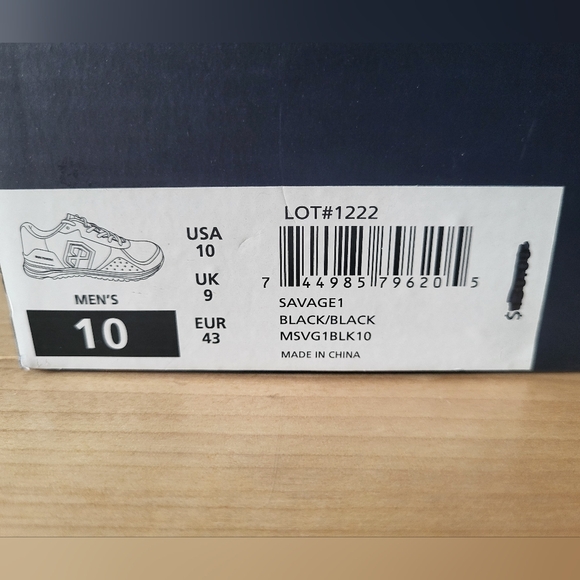 LOT#1222
USA
10
UK
9
EUR
43
MEN'S
10
7 44985 79620 5
SAVAGE1
BLACK/BLACK
MSVG1BLK10
MADE IN CHINA
$